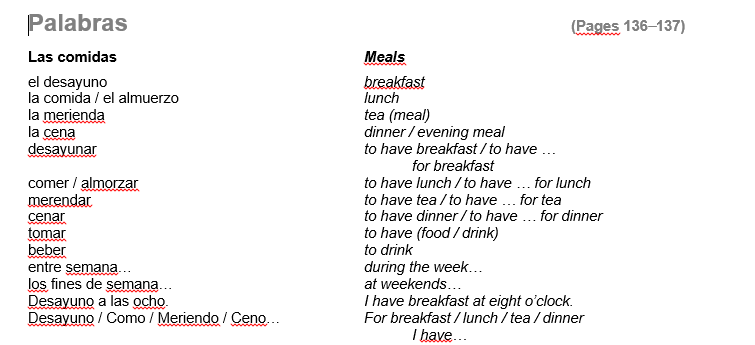 Palabras (Pages 136–137)
Las comidas Meals
el desayuno breakfast
la comida / el almuerzo lunch
la merienda tea (meal)
la cena dinner / evening meal
desayunar to have breakfast / to have …
for breakfast
comer / almorzar to have lunch / to have … for lunch
merendar to have tea / to have … for tea
cenar to have dinner / to have … for dinner
tomar to have (food / drink)
beber to drink
entre semana… during the week…
los fines de semana… at weekends…
Desayuno a las ocho. I have breakfast at eight o’clock.
Desayuno / Como / Meriendo / Ceno… For breakfast / lunch / tea / dinner
I have…